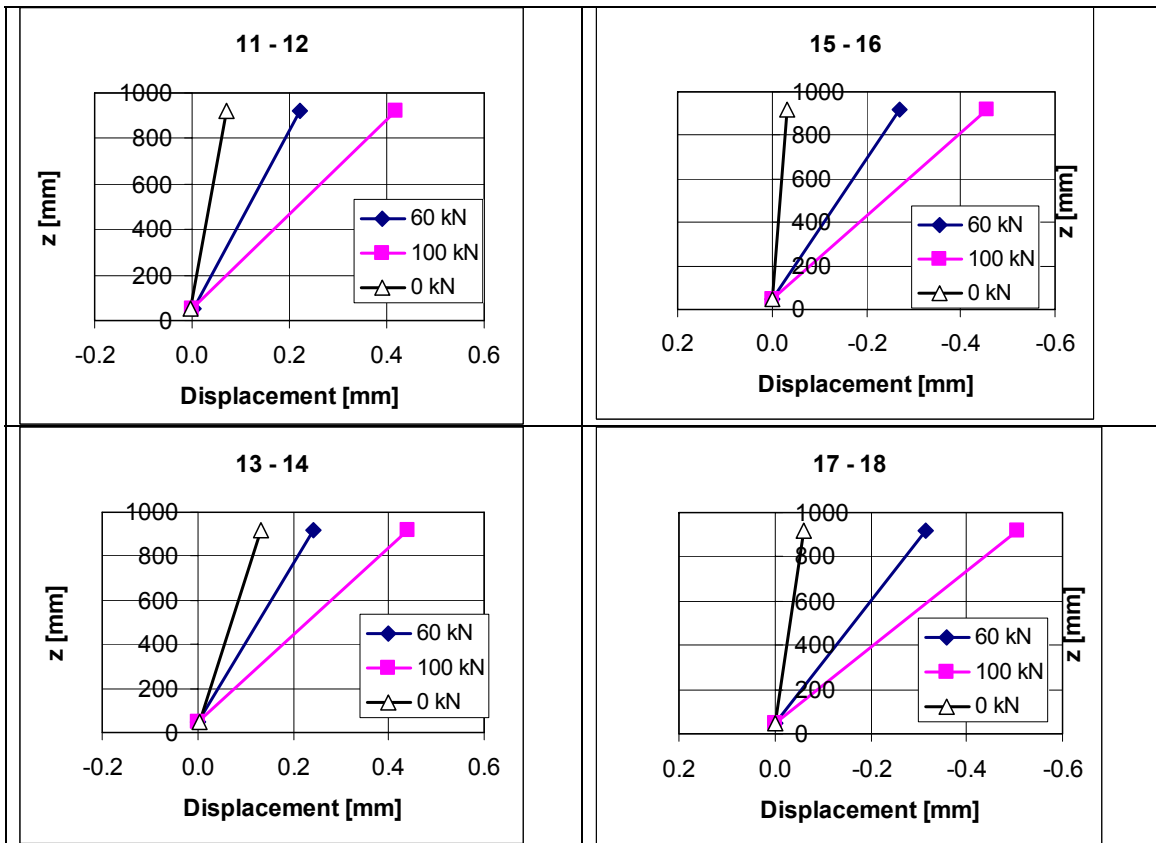 11 - 12
1000
800
600
400
200
0
z [mm]
-0.2 0.0 0.2 0.4 0.6
Displacement [mm]
60 kN
100 kN
0 kN
15 - 16
1000
800
600
400
200
0
z [mm]
0.2 0.0 -0.2 -0.4 -0.6
Displacement [mm]
60 kN
100 kN
0 kN
13 - 14
1000
800
600
400
200
0
z [mm]
-0.2 0.0 0.2 0.4 0.6
Displacement [mm]
60 kN
100 kN
0 kN
17 - 18
1000
800
600
400
200
0
z [mm]
0.2 0.0 -0.2 -0.4 -0.6
Displacement [mm]
60 kN
100 kN
0 kN